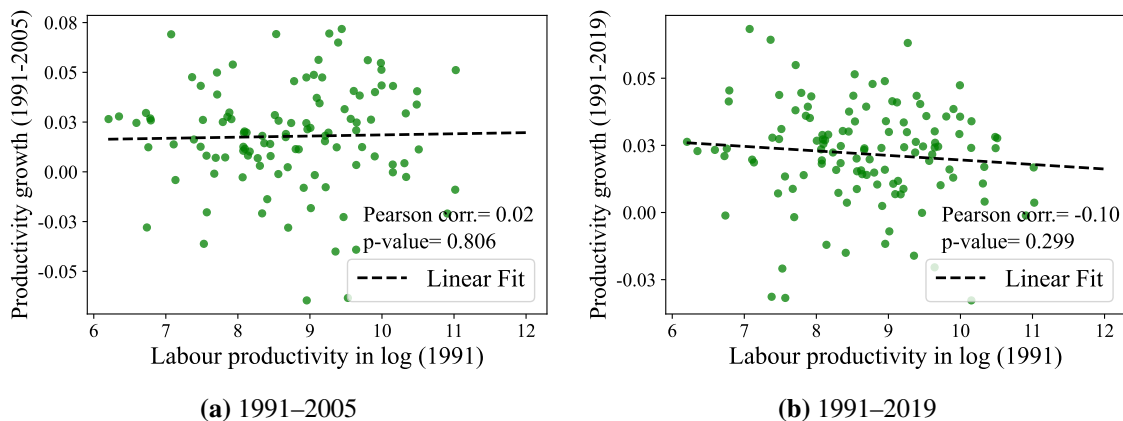 Productivity growth (1991-2005)
0.08
0.05
0.03
0.00
-0.03
-0.05
Pearson corr.= 0.02
p-value= 0.806
Linear Fit
6 7 8 9 10 11 12
Labour productivity in log (1991)
(a) 1991–2005
Productivity growth (1991-2019)
0.05
0.03
0.00
-0.03
Pearson corr.= -0.10
p-value= 0.299
Linear Fit
6 7 8 9 10 11 12
Labour productivity in log (1991)
(b) 1991–2019